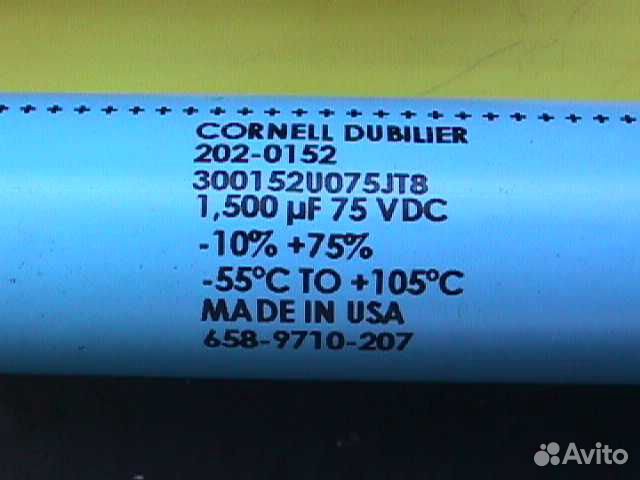 + + + + + + + + + + + + + + + + + + + + + + + + + + + + +
CORNELL DUBILIER
202-0152
300152U075JT8
1,500 µF 75 VDC
-10% +75%
-55°C TO +105°C
MADE IN USA
658-9710-207
Avito